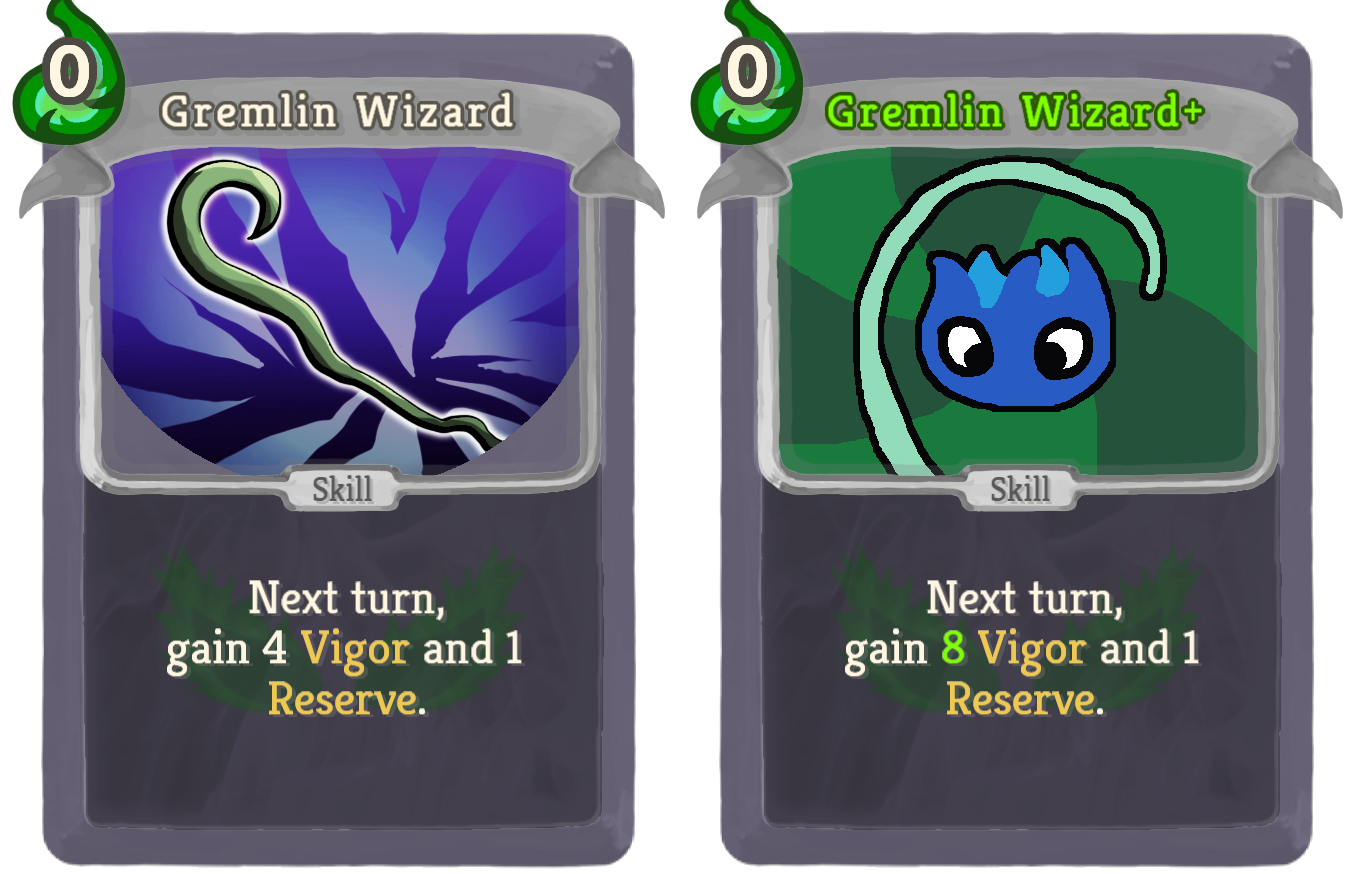 0
Gremlin Wizard
Skill
Next turn,
gain 4 Vigor and 1
Reserve.
0
Gremlin Wizard+
Skill
Next turn,
gain 8 Vigor and 1
Reserve.